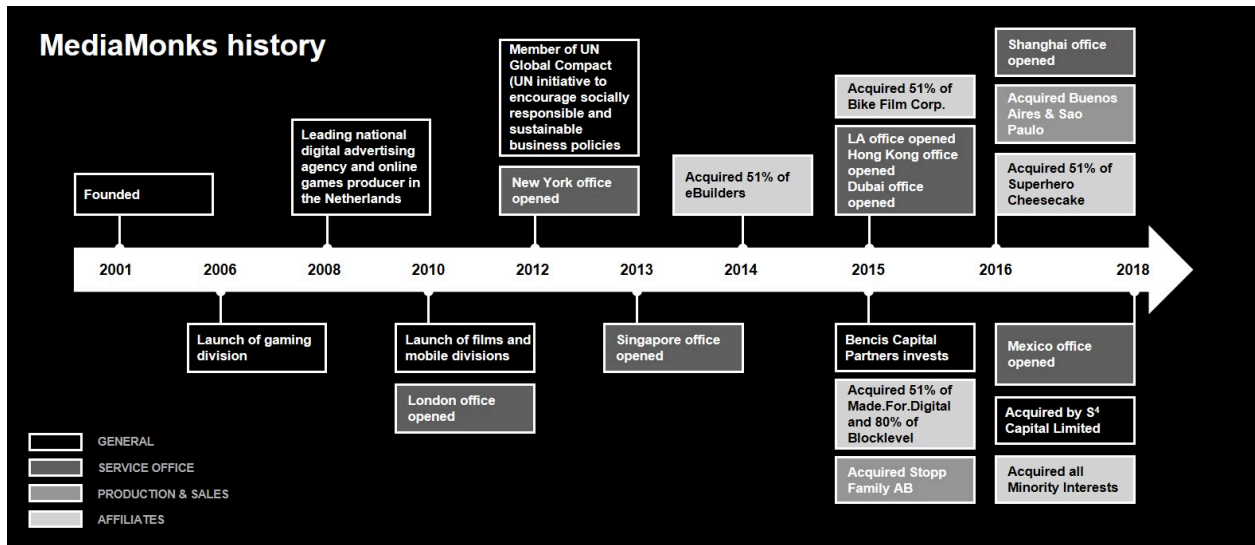 MediaMonks history
Founded
Leading national
digital advertising
agency and online
games producer in
the Netherlands
Member of UN
Global Compact
(UN initiative to
encourage socially
responsible and
sustainable
business policies
New York office
opened
Acquired 51% of
eBuilders
Acquired 51% of
Bike Film Corp.
LA office opened
Hong Kong office
opened
Dubai office
opened
Shanghai office
opened
Acquired Buenos
Aires & Sao
Paulo
Acquired 51% of
Superhero
Cheesecake
2001 2006 2008 2010 2012 2013 2014 2015 2016 2018
Launch of gaming
division
Launch of films and
mobile divisions
London office
opened
Singapore office
opened
Bencis Capital
Partners invests
Acquired 51% of
Made.For.Digital
and 80% of
Blocklevel
Acquired Stopp
Family AB
Mexico office
opened
Acquired by S⁴
Capital Limited
Acquired all
Minority Interests
GENERAL
SERVICE OFFICE
PRODUCTION & SALES
AFFILIATES